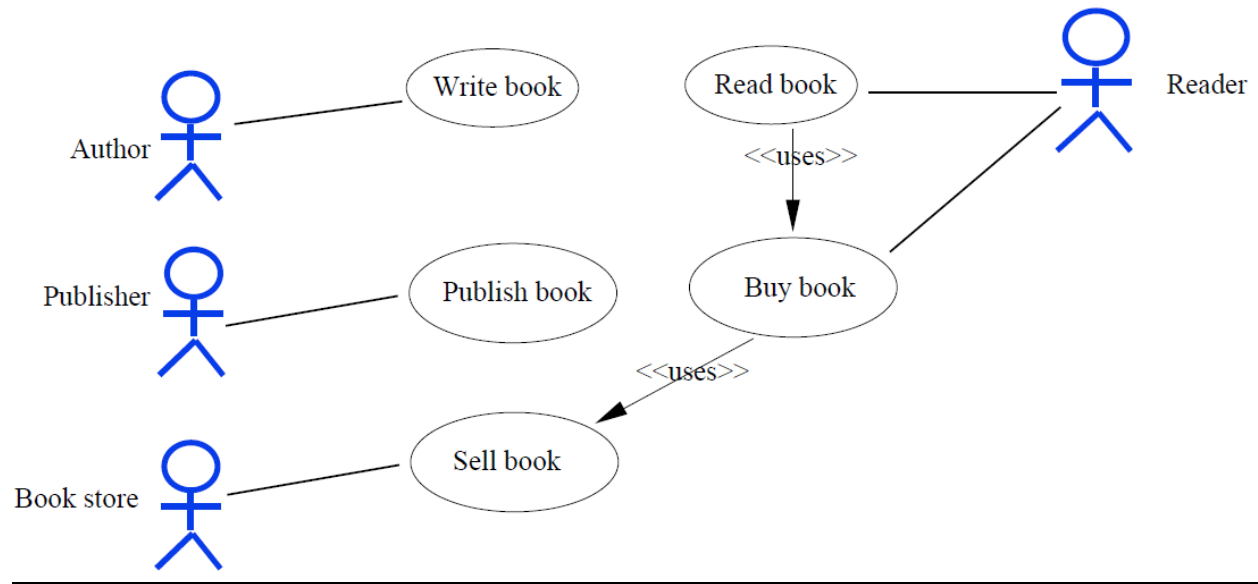 Write book
Read book
Reader
Author
<<uses>>
Publisher
Publish book
Buy book
<<uses>>
Sell book
Book store